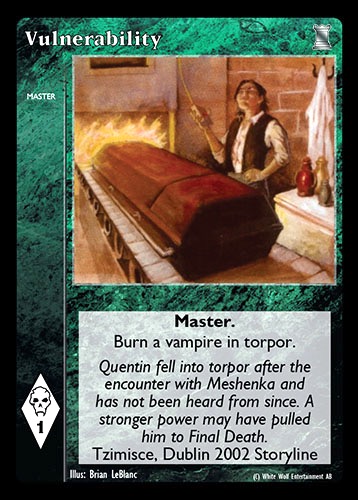 Vulnerability
MASTER
Master.
Burn a vampire in torpor.
Quentin fell into torpor after the
encounter with Meshenka and
has not been heard from since. A
stronger power may have pulled
him to Final Death.
Tzimisce, Dublin 2002 Storyline
1
Illus: Brian LeBlanc
(C) White Wolf Entertainment AB